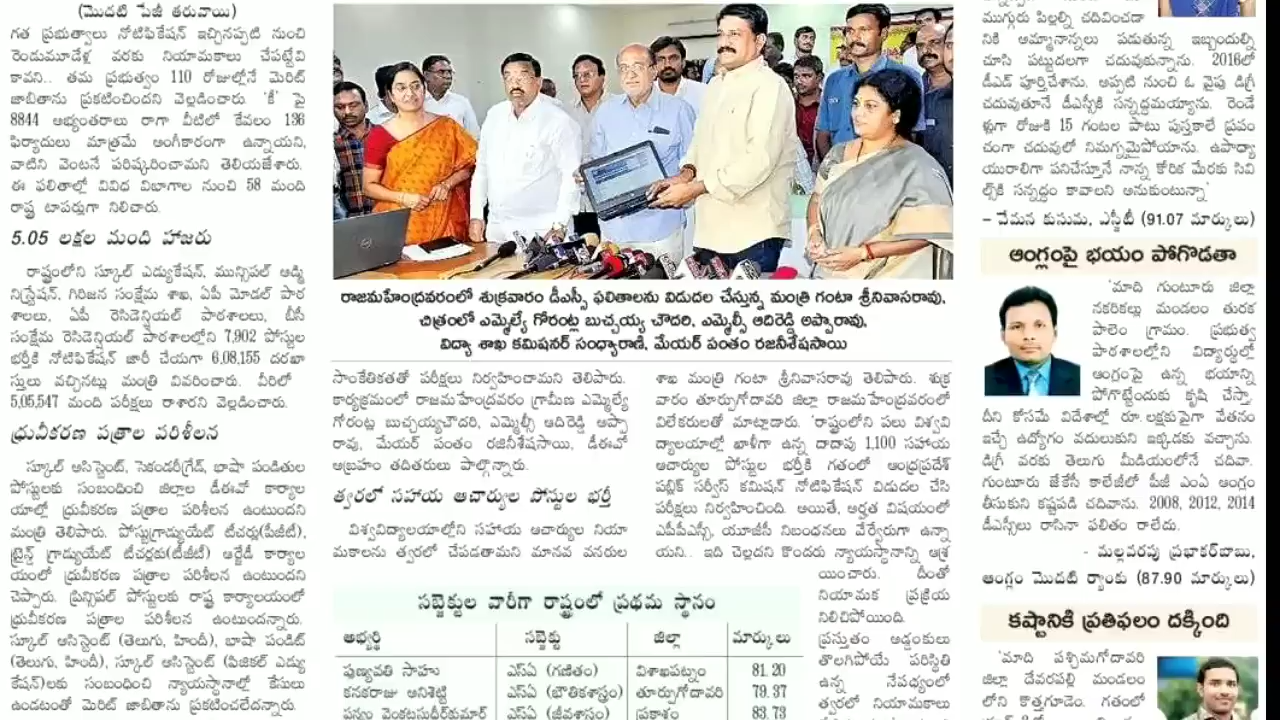 (మొదటి పేజీ తరువాయి)
గత ప్రభుత్వాలు నోటిఫికేషన్ ఇచ్చినప్పటి నుంచి
రెండుమూడేళ్ల వరకు నియామకాలు చేపట్టేవి
కావని.. తమ ప్రభుత్వం 110 రోజుల్లోనే మెరిట్
జాబితాను ప్రకటించిందని వెల్లడించారు. 'కీ' పై
8844 అభ్యంతరాలు రాగా వీటిలో కేవలం 136
ఫిర్యాదులు మాత్రమే అంగీకారంగా ఉన్నాయని,
వాటిని వెంటనే పరిష్కరించామని తెలియజేశారు.
ఈ ఫలితాల్లో వివిధ విభాగాల నుంచి 58 మంది
రాష్ట్ర టాపర్లుగా నిలిచారు.
5.05 లక్షల మంది హాజరు
రాష్ట్రంలోని స్కూల్ ఎడ్యుకేషన్, మున్సిపల్ అడ్మి
నిస్ట్రేషన్, గిరిజన సంక్షేమ శాఖ, ఏపీ మోడల్ పాఠ
శాలలు, ఏపీ రెసిడెన్షియల్ పాఠశాలలు, బీసీ
సంక్షేమ రెసిడెన్షియల్ పాఠశాలల్లోని 7,902 పోస్టుల
భర్తీకి నోటిఫికేషన్ జారీ చేయగా 6,08,155 దరఖా
స్తులు వచ్చినట్లు మంత్రి వివరించారు. వీరిలో
5,05,547 మంది పరీక్షలు రాశారని వెల్లడించారు.
ధ్రువీకరణ పత్రాల పరిశీలన
స్కూల్ అసిస్టెంట్, సెకండరీగ్రేడ్, భాషా పండితుల
పోస్టులకు సంబంధించి జిల్లాల డీఈవో కార్యాల
యాల్లో ధ్రువీకరణ పత్రాల పరిశీలన ఉంటుందని
మంత్రి తెలిపారు. పోస్టుగ్రాడ్యుయేట్ టీచర్లు(పీజీటీ),
ట్రైన్డ్ గ్రాడ్యుయేట్ టీచర్లకు(టీజీటీ) ఆర్జేడీ కార్యాల
యంలో ధ్రువీకరణ పత్రాల పరిశీలన ఉంటుందని
చెప్పారు. ప్రిన్సిపల్ పోస్టులకు రాష్ట్ర కార్యాలయంలో
ధ్రువీకరణ పత్రాల పరిశీలన ఉంటుందన్నారు.
స్కూల్ అసిస్టెంట్ (తెలుగు, హిందీ), భాషా పండిట్
(తెలుగు, హిందీ), స్కూల్ అసిస్టెంట్ (ఫిజికల్ ఎడ్యు
కేషన్)లకు సంబంధించి న్యాయస్థానాల్లో కేసులు
ఉండటంతో మెరిట్ జాబితాను ప్రకటించలేదన్నారు.
రాజమహేంద్రవరంలో శుక్రవారం డీఎస్సీ ఫలితాలను విడుదల చేస్తున్న మంత్రి గంటా శ్రీనివాసరావు,
చిత్రంలో ఎమ్మెల్యే గోరంట్ల బుచ్చయ్య చౌదరి, ఎమ్మెల్సీ ఆదిరెడ్డి అప్పారావు,
విద్యా శాఖ కమిషనర్ సంధ్యారాణి, మేయర్ పంతం రజనీశేషసాయి
సాంకేతికతతో పరీక్షలు నిర్వహించామని తెలిపారు.
కార్యక్రమంలో రాజమహేంద్రవరం గ్రామీణ ఎమ్మెల్యే
గోరంట్ల బుచ్చయ్యచౌదరి, ఎమ్మెల్సీ ఆదిరెడ్డి అప్పా
రావు, మేయర్ పంతం రజనీశేషసాయి, డీఈవో
అబ్రహం తదితరులు పాల్గొన్నారు.
త్వరలో సహాయ ఆచార్యుల పోస్టుల భర్తీ
విశ్వవిద్యాలయాల్లోని సహాయ ఆచార్యుల నియా
మకాలను త్వరలో చేపడతామని మానవ వనరుల
శాఖ మంత్రి గంటా శ్రీనివాసరావు తెలిపారు. శుక్ర
వారం తూర్పుగోదావరి జిల్లా రాజమహేంద్రవరంలో
విలేకరులతో మాట్లాడారు. 'రాష్ట్రంలోని పలు విశ్వవి
ద్యాలయాల్లో ఖాళీగా ఉన్న దాదాపు 1,100 సహాయ
ఆచార్యుల పోస్టుల భర్తీకి గతంలో ఆంధ్రప్రదేశ్
పబ్లిక్ సర్వీస్ కమిషన్ నోటిఫికేషన్ విడుదల చేసి
పరీక్షలు నిర్వహించింది. అయితే, అర్హత విషయంలో
ఏపీపీఎస్సీ, యూజీసీ నిబంధనలు వేర్వేరుగా ఉన్నా
యని.. ఇది చెల్లదని కొందరు న్యాయస్థానాన్ని ఆశ్ర
యించారు. దీంతో
నియామక ప్రక్రియ
నిలిచిపోయింది.
ప్రస్తుతం అడ్డంకులు
తొలగిపోయే పరిస్థితి
ఉన్న నేపథ్యంలో
త్వరలో నియామకాలు
సబ్జెక్టుల వారీగా రాష్ట్రంలో ప్రథమ స్థానం
అభ్యర్థి సబ్జెక్టు జిల్లా మార్కులు
పుణ్యవతి సాహు ఎస్ఏ (గణితం) విశాఖపట్నం 81.20
కనకరాజు అనిశెట్టి ఎస్ఏ (భౌతికశాస్త్రం) తూర్పుగోదావరి 79.97
ఎస్ఏ (జీవశాస్త్రం) ప్రకాశం 83.73
ముగ్గురు పిల్లల్ని చదివించడా
నికి అమ్మానాన్నలు పడుతున్న ఇబ్బందుల్ని
చూసి పట్టుదలగా చదువుకున్నాను. 2016లో
డీఎడ్ పూర్తిచేశాను. అప్పటి నుంచి ఓ వైపు డిగ్రీ
చదువుతూనే డీఎస్సీకి సన్నద్ధమయ్యాను. రెండే
ళ్లుగా రోజుకి 15 గంటల పాటు పుస్తకాలే ప్రపం
చంగా చదువులో నిమగ్నమైపోయాను. ఉపాధ్యా
యురాలిగా పనిచేస్తూనే నాన్న కోరిక మేరకు సివి
ల్స్‌కి సన్నద్ధం కావాలని అనుకుంటున్నా'
– వేమన కుసుమ, ఎస్జీటీ (91.07 మార్కులు)
ఆంగ్లంపై భయం పోగొడతా
'మాది గుంటూరు జిల్లా
నకరికల్లు మండలం తురక
పాలెం గ్రామం. ప్రభుత్వ
పాఠశాలల్లోని విద్యార్థుల్లో
ఆంగ్లంపై ఉన్న భయాన్ని
పోగొట్టేందుకు కృషి చేస్తా.
దీని కోసమే విదేశాల్లో రూ.లక్షకుపైగా వేతనం
ఇచ్చే ఉద్యోగం వదులుకుని ఇక్కడకు వచ్చాను.
డిగ్రీ వరకు తెలుగు మీడియంలోనే చదివా.
గుంటూరు జేకేసీ కాలేజీలో పీజీ ఎంఏ ఆంగ్లం
తీసుకుని కష్టపడి చదివాను. 2008, 2012, 2014
డీఎస్సీలు రాసినా ఫలితం రాలేదు.
- మల్లవరపు ప్రభాకర్‌బాబు,
ఆంగ్లం మొదటి ర్యాంకు (87.90 మార్కులు)
కష్టానికి ప్రతిఫలం దక్కింది
'మాది పశ్చిమగోదావరి
జిల్లా దేవరపల్లి మండలం
లోని కొత్తగూడెం. గతంలో